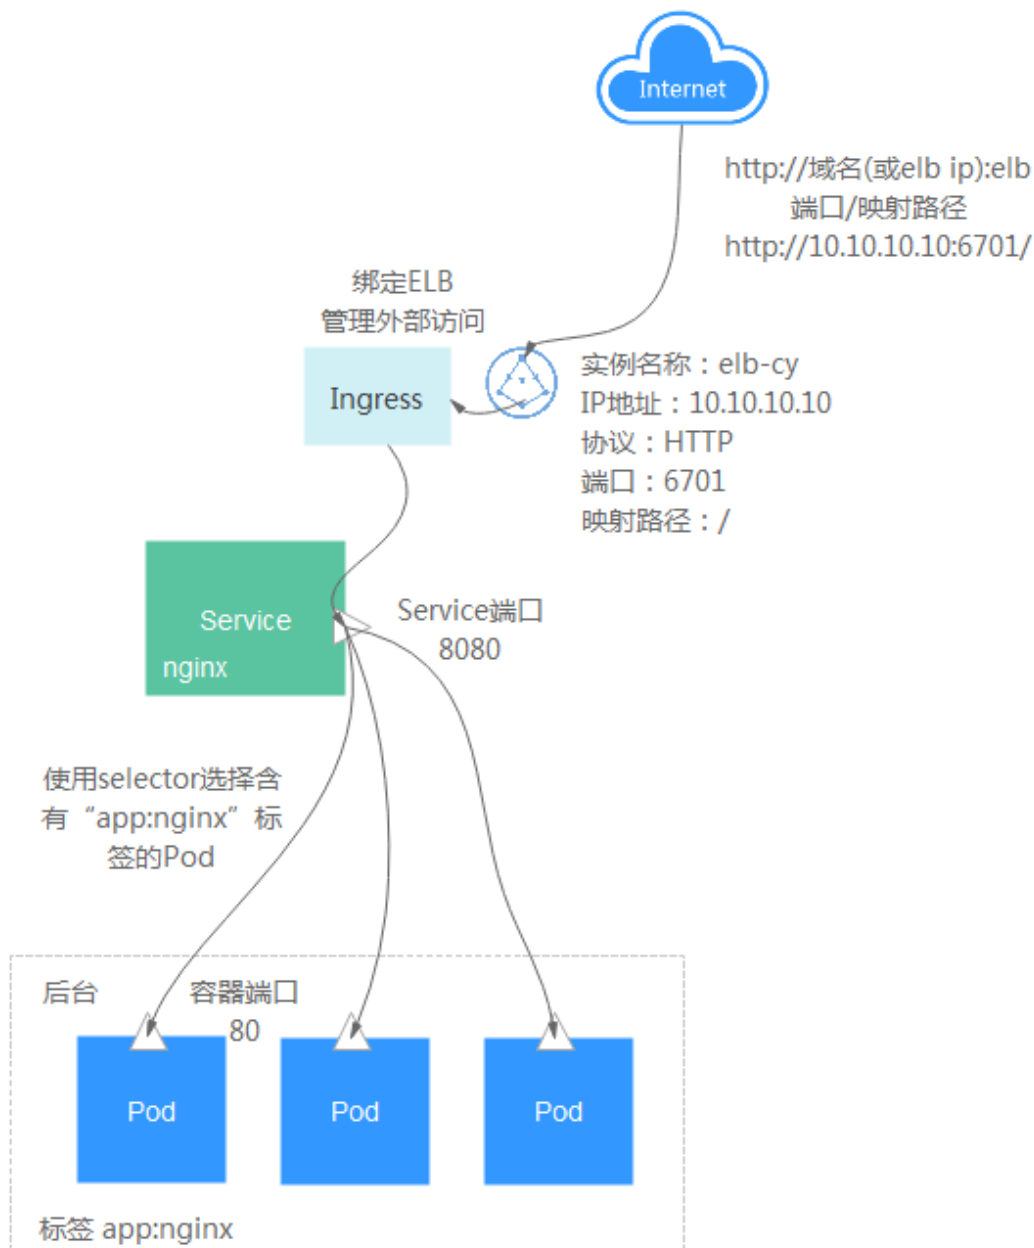 Internet
http://域名(或elb ip):elb
端口/映射路径
http://10.10.10.10:6701/
绑定ELB
管理外部访问
Ingress
实例名称：elb-cy
IP地址：10.10.10.10
协议：HTTP
端口：6701
映射路径：/
Service
nginx
Service端口
8080
使用selector选择含
有“app:nginx”标
签的Pod
后台
容器端口
80
Pod
Pod
Pod
标签 app:nginx